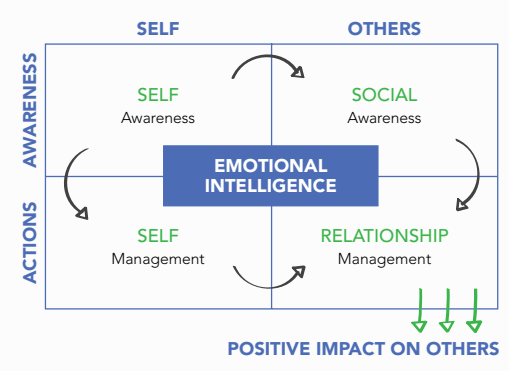 SELF
OTHERS
AWARENESS
SELF
Awareness
SOCIAL
Awareness
EMOTIONAL
INTELLIGENCE
ACTIONS
SELF
Management
RELATIONSHIP
Management
POSITIVE IMPACT ON OTHERS